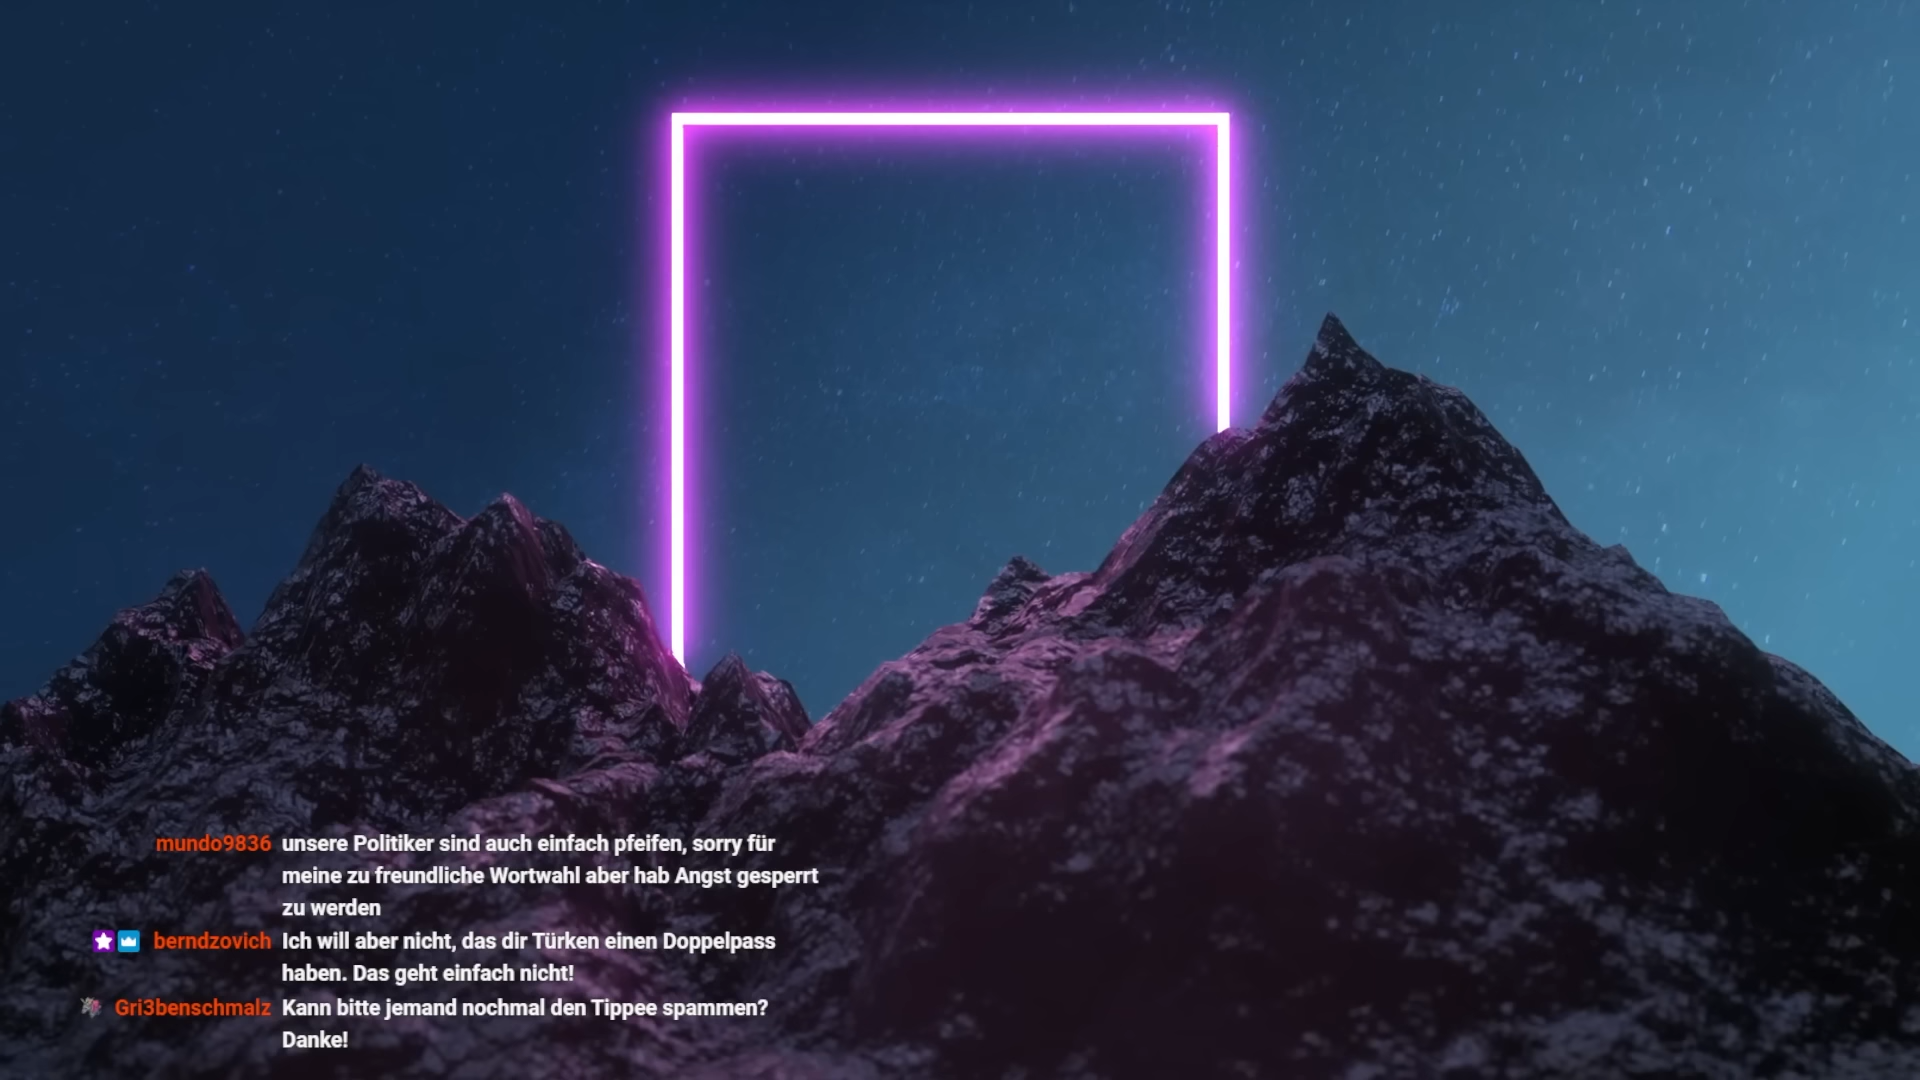 mundo9836 unsere Politiker sind auch einfach pfeifen, sorry für
meine zu freundliche Wortwahl aber hab Angst gesperrt
zu werden
berndzovich Ich will aber nicht, das dir Türken einen Doppelpass
haben. Das geht einfach nicht!
Gri3benschmalz Kann bitte jemand nochmal den Tippee spammen?
Danke!